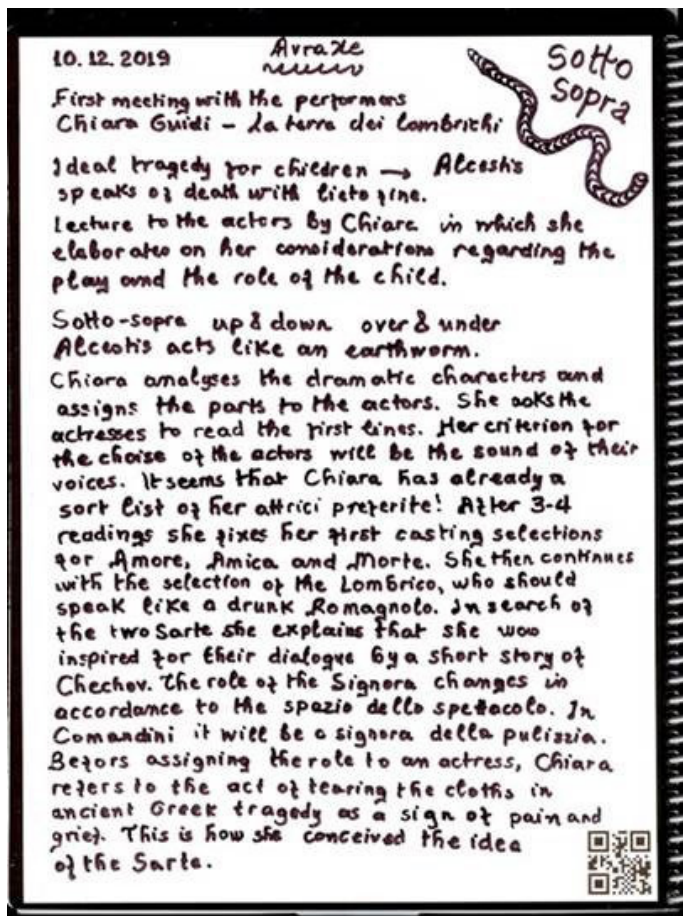 10.12.2019
Avraxe
Sotto
Sopra
First meeting with the performers
Chiara Guidi – La terra dei lombrichi
Ideal tragedy for children → Alcestis
speaks of death with lieto fine.
Lecture to the actors by Chiara in which she
elaborates on her considerations regarding the
play and the role of the child.
Sotto-sopra up & down over & under
Alcestis acts like an earthworm.
Chiara analyses the dramatic characters and
assigns the parts to the actors. She asks the
actresses to read the first lines. Her criterion for
the choise of the actors will be the sound of their
voices. It seems that Chiara has already a
sort list of her attrici preferite! After 3-4
readings she fixes her first casting selections
for Amore, Amica and Morte. She then continues
with the selection of the Lombrico, who should
speak like a drunk Romagnolo. In search of
the two Sarte she explains that she was
inspired for their dialogue by a short story of
Chechov. The role of the Signora changes in
accordance to the spazio dello spettacolo. In
Comandini it will be a signora della pulizzia.
Befors assigning the role to an actress, Chiara
refers to the act of tearing the cloths in
ancient Greek tragedy as a sign of pain and
grief. This is how she conceived the idea
of the Sarte.